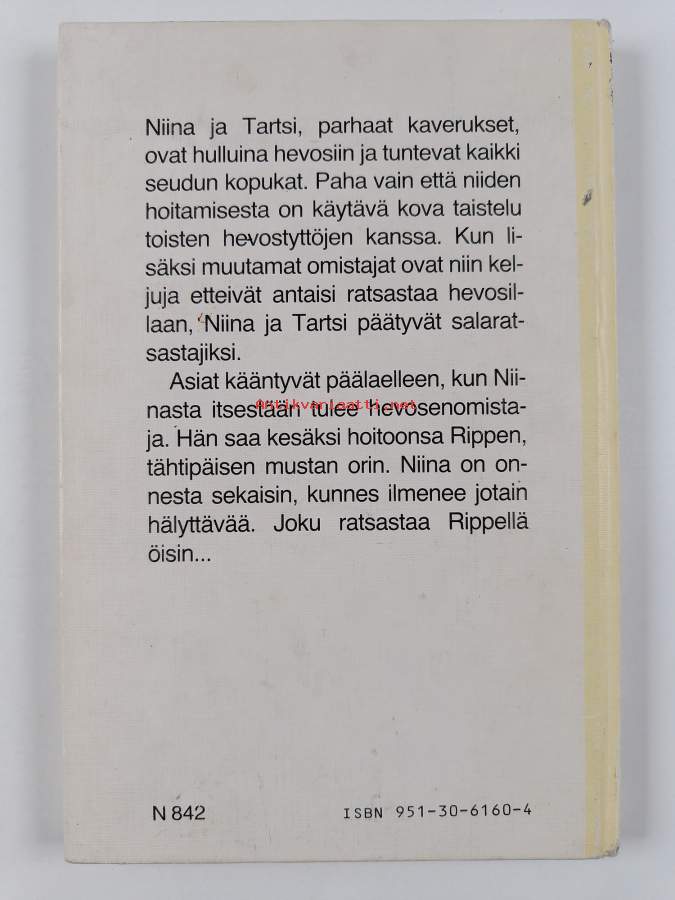 Niina ja Tartsi, parhaat kaverukset,
ovat hulluina hevosiin ja tuntevat kaikki
seudun kopukat. Paha vain että niiden
hoitamisesta on käytävä kova taistelu
toisten hevostyttöjen kanssa. Kun li-
säksi muutamat omistajat ovat niin kel-
juja etteivät antaisi ratsastaa hevosil-
laan, Niina ja Tartsi päätyvät salarat-
sastajiksi.
Asiat kääntyvät päälaelleen, kun Nii-
nasta itsestään tulee hevosenomista-
Antikvariaatti.net
ja. Hän saa kesäksi hoitoonsa Rippen,
tähtipäisen mustan orin. Niina on on-
nesta sekaisin, kunnes ilmenee jotain
hälyttävää. Joku ratsastaa Rippellä
öisin...
N 842
ISBN 951-30-6160-4